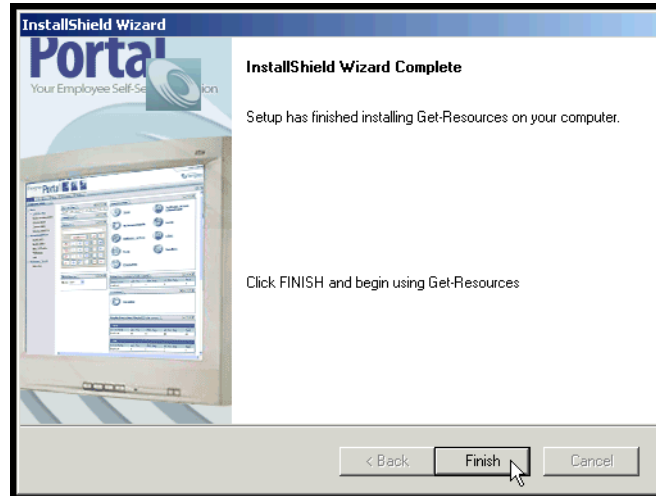 InstallShield Wizard
Portal
Your Employee Self-Se ion
InstallShield Wizard Complete
Setup has finished installing Get-Resources on your computer.
Portal
Click FINISH and begin using Get-Resources
< Back
Finish
Cancel